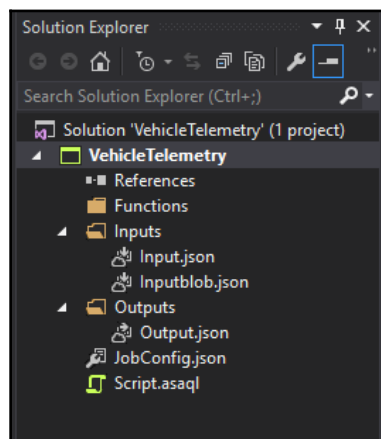 Solution Explorer
Search Solution Explorer (Ctrl+;)
Solution 'VehicleTelemetry' (1 project)
VehicleTelemetry
References
Functions
Inputs
Input.json
Inputblob.json
Outputs
Output.json
JobConfig.json
Script.asaql